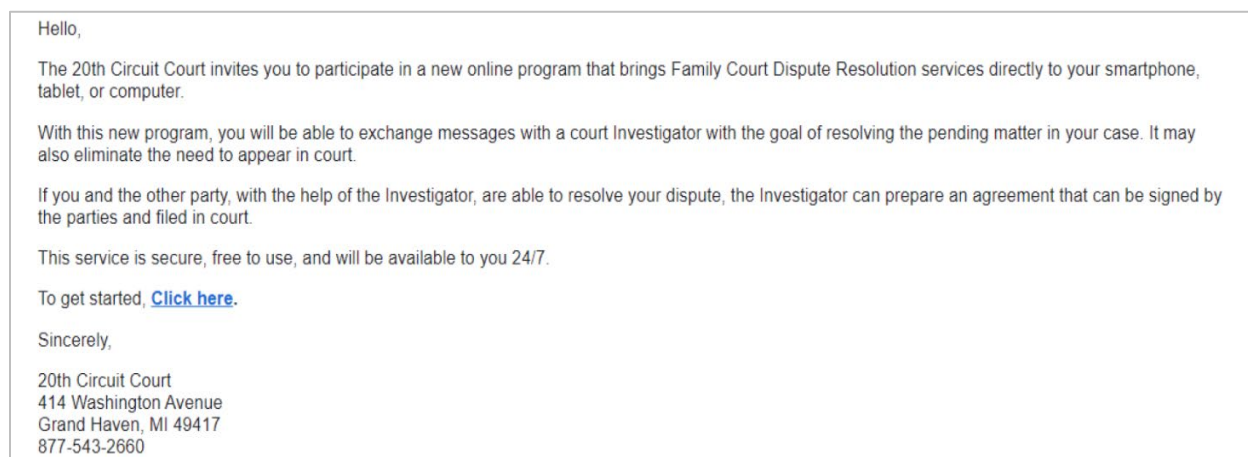 Hello,
The 20th Circuit Court invites you to participate in a new online program that brings Family Court Dispute Resolution services directly to your smartphone,
tablet, or computer.
With this new program, you will be able to exchange messages with a court Investigator with the goal of resolving the pending matter in your case. It may
also eliminate the need to appear in court.
If you and the other party, with the help of the Investigator, are able to resolve your dispute, the Investigator can prepare an agreement that can be signed by
the parties and filed in court.
This service is secure, free to use, and will be available to you 24/7.
To get started, Click here.
Sincerely,
20th Circuit Court
414 Washington Avenue
Grand Haven, MI 49417
877-543-2660